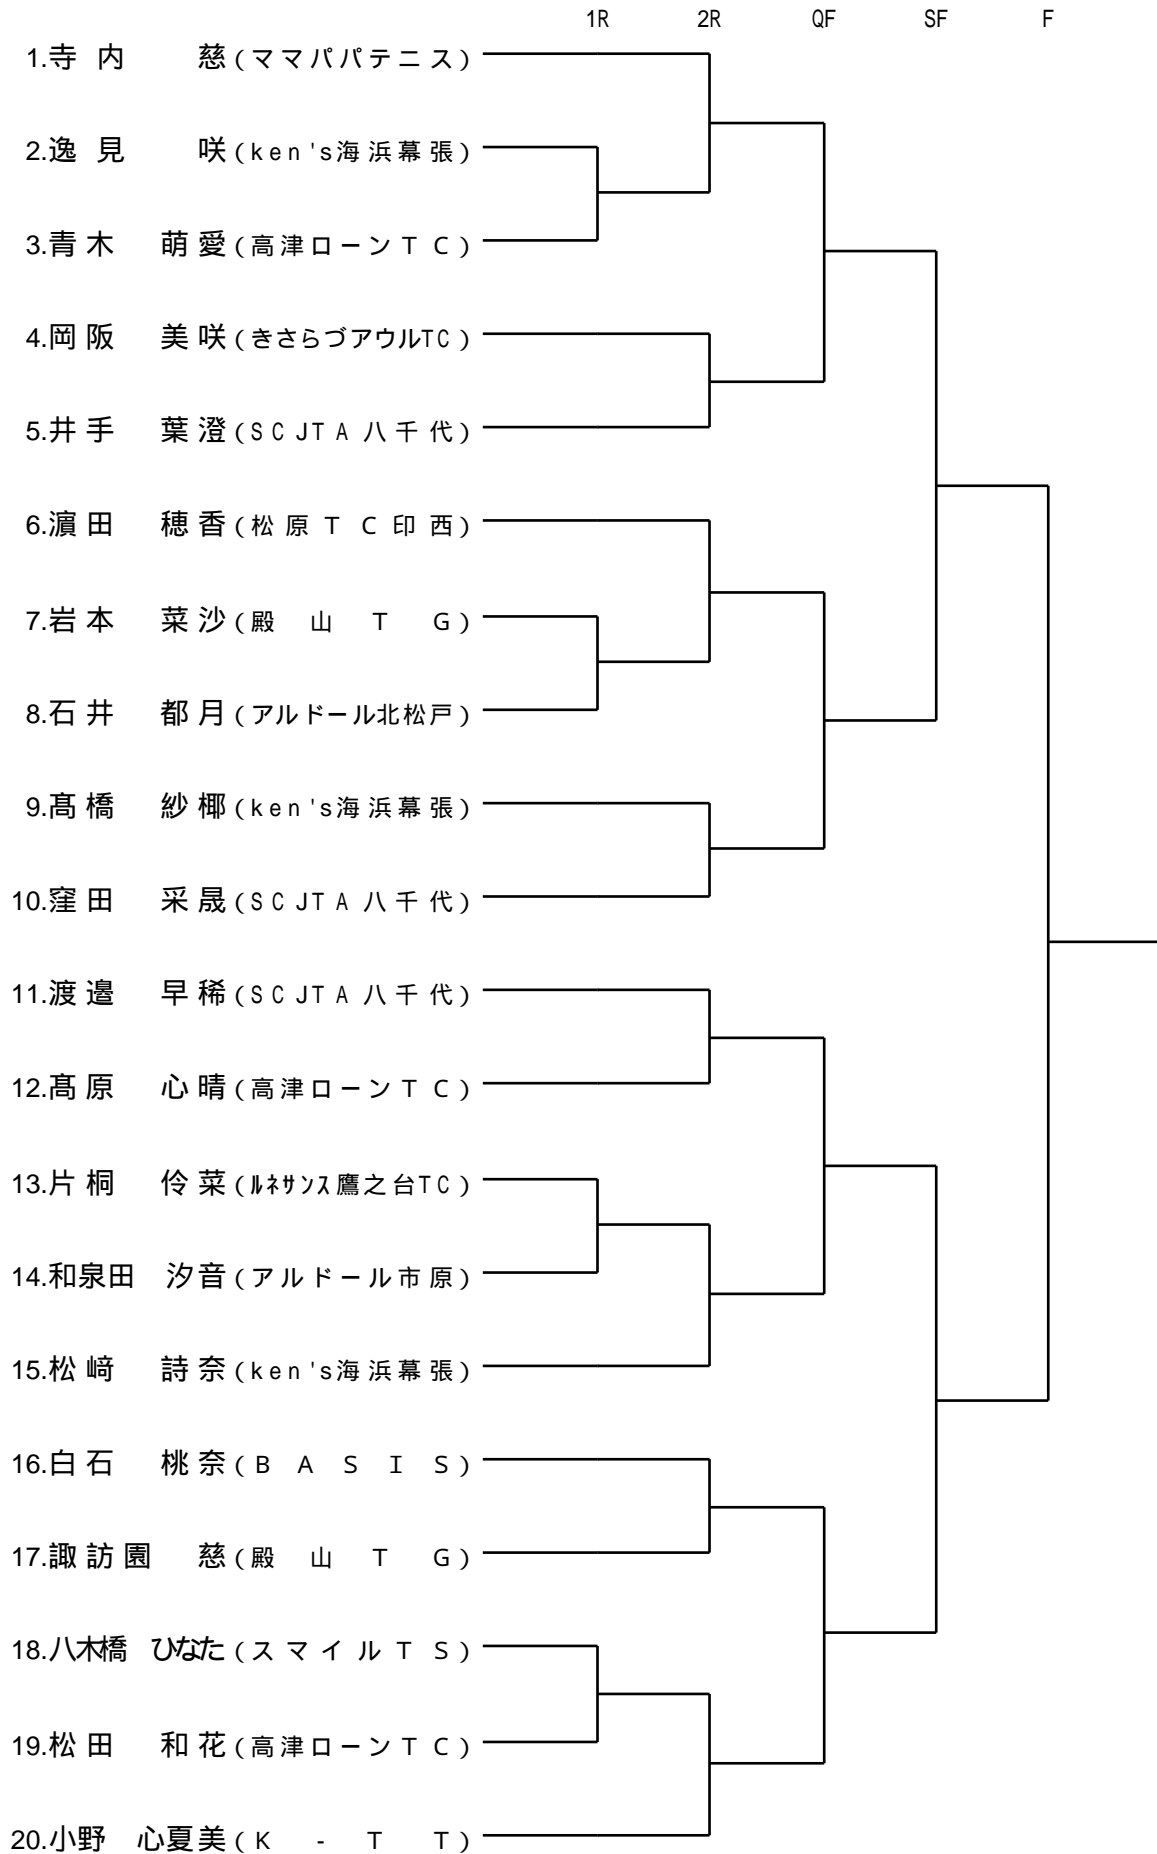 1R 2R QF SF F
1.寺内 慈(ママパパテニス)
2.逸見 咲(ken's海浜幕張)
3.青木 萌愛(高津ローンTC)
4.岡阪 美咲(きさらづアウルTC)
5.井手 葉澄(SCJTA八千代)
6.濵田 穂香(松原TC印西)
7.岩本 菜沙(殿山TG)
8.石井 都月(アルドール北松戸)
9.髙橋 紗椰(ken's海浜幕張)
10.窪田 采晟(SCJTA八千代)
11.渡邉 早稀(SCJTA八千代)
12.髙原 心晴(高津ローンTC)
13.片桐 伶菜(ﾙﾈｻﾝｽ鷹之台TC)
14.和泉田 汐音(アルドール市原)
15.松﨑 詩奈(ken's海浜幕張)
16.白石 桃奈(BASIS)
17.諏訪園 慈(殿山TG)
18.八木橋 ひなた(スマイルTS)
19.松田 和花(高津ローンTC)
20.小野 心夏美(K-TT)